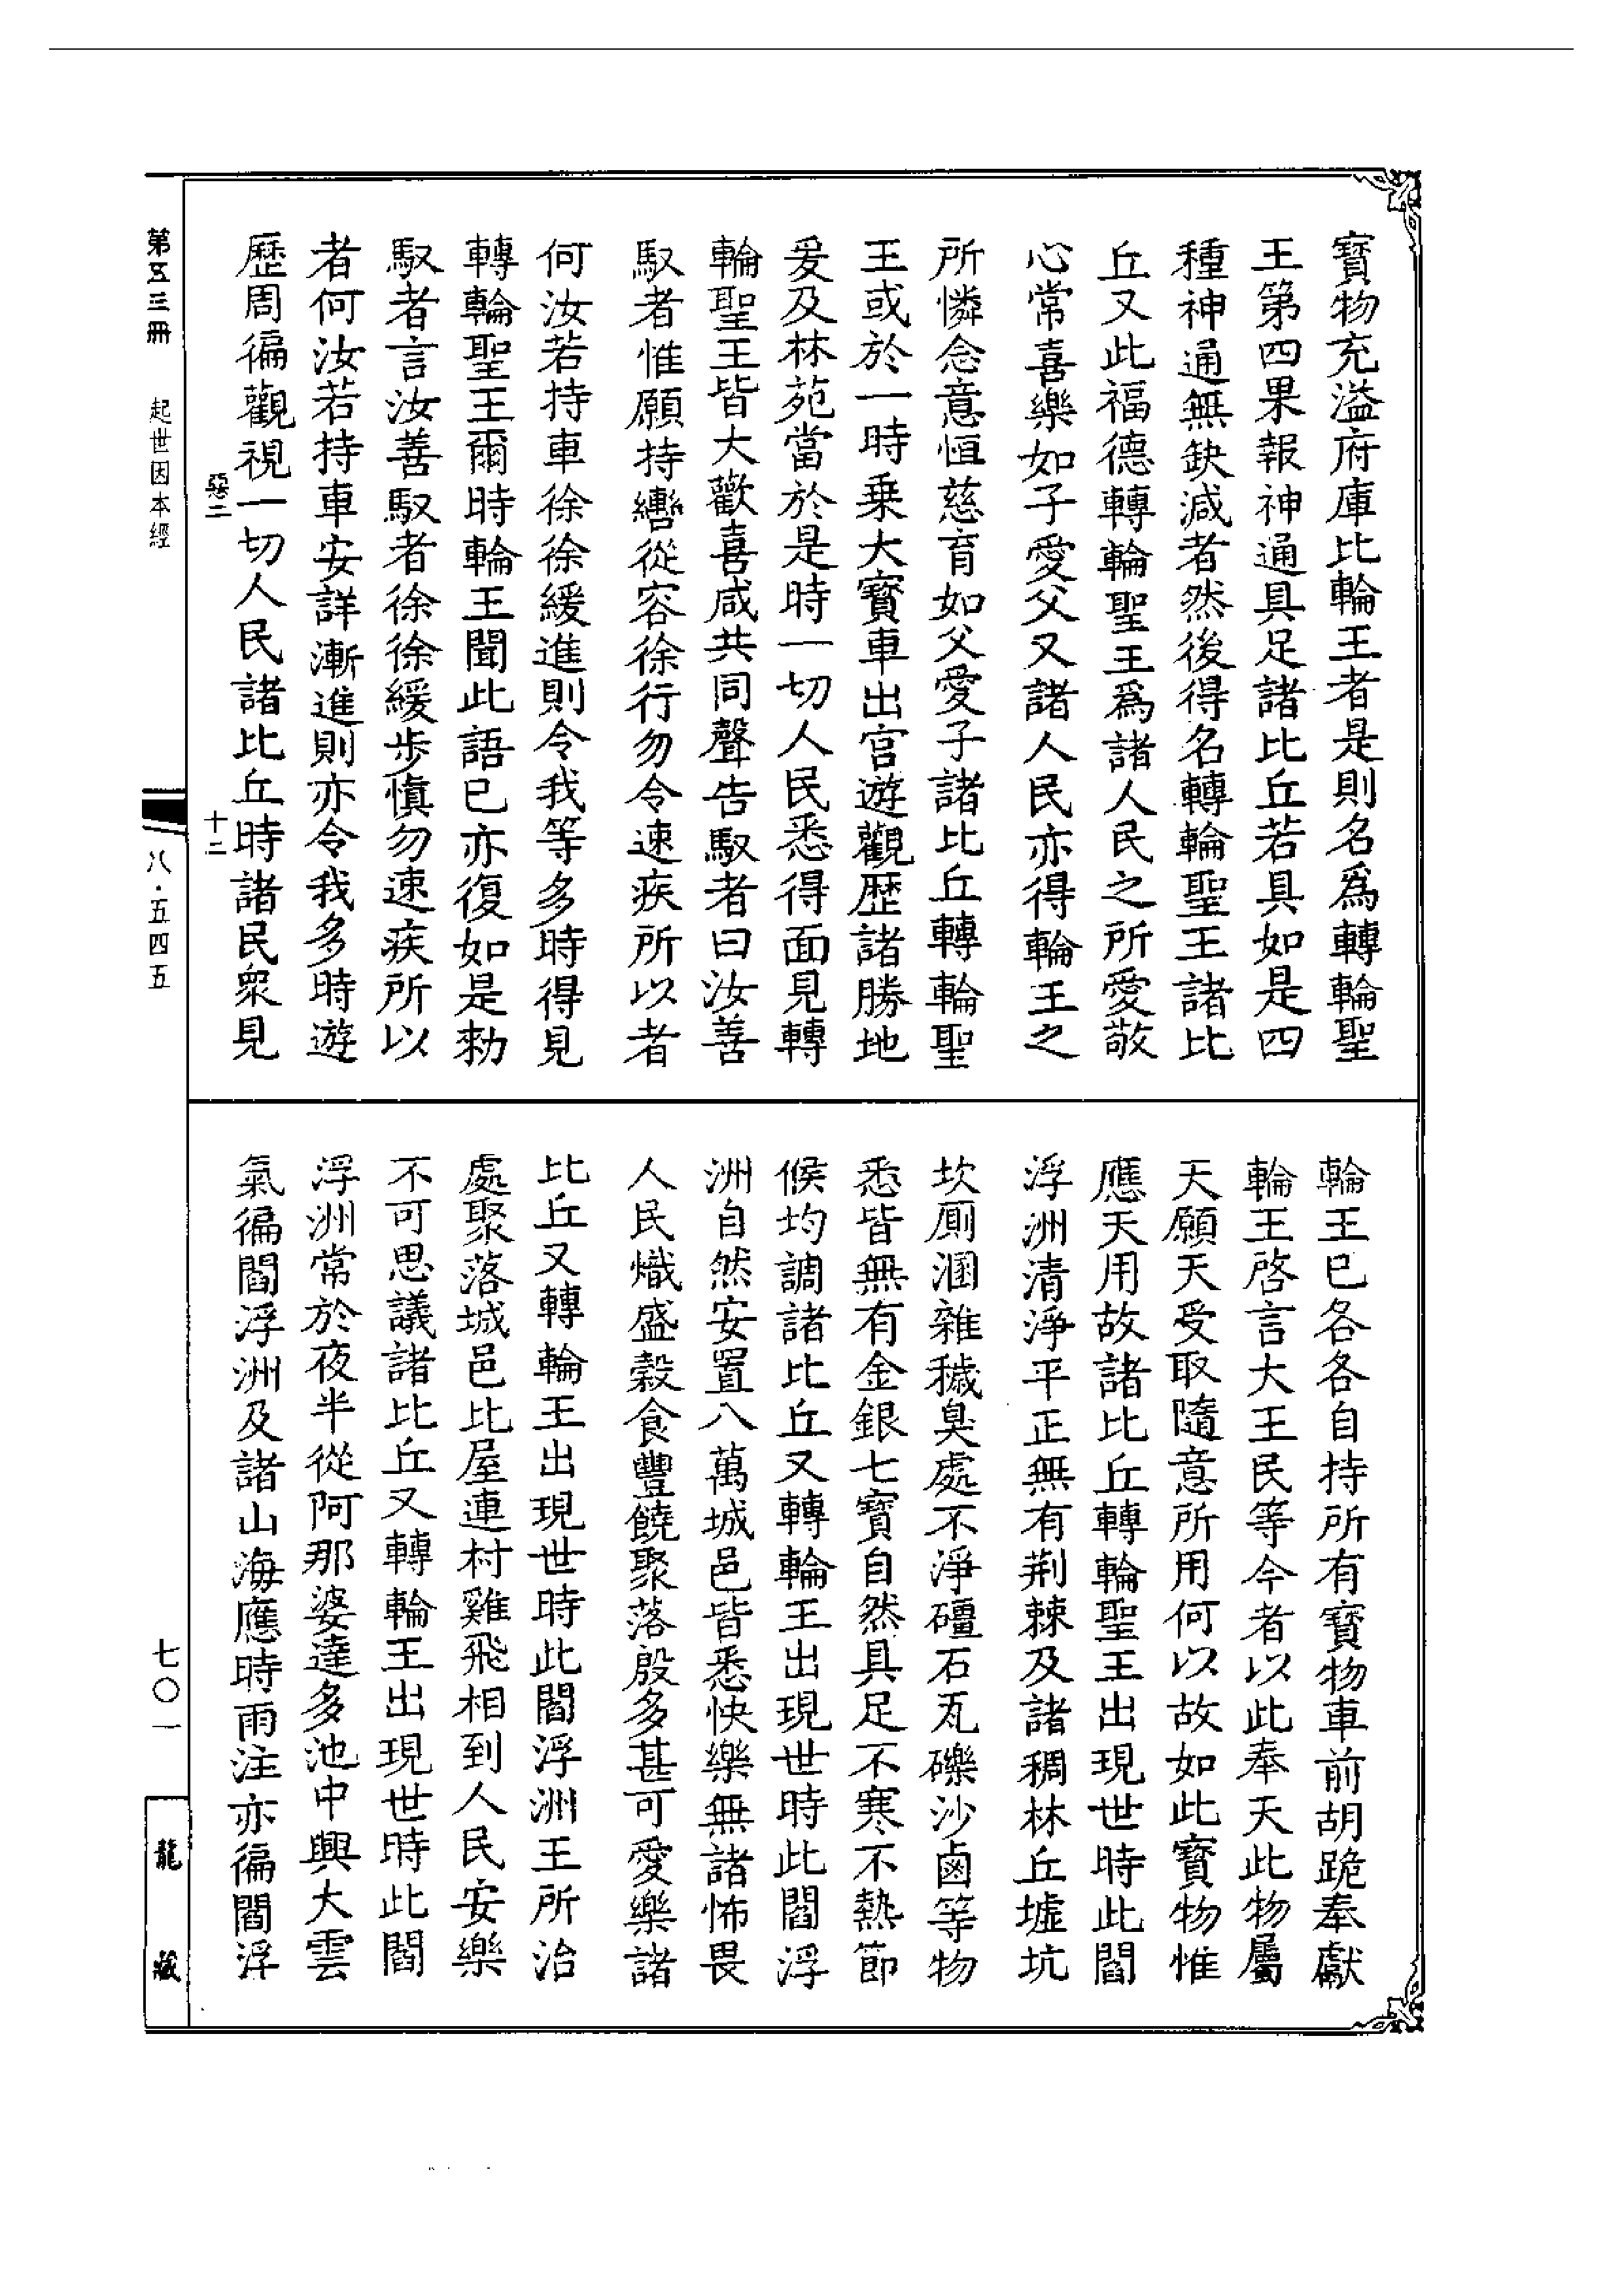 寶物充溢府庫比輪王者是則名爲轉輪聖
王第四果報神通具足諸比丘若具如是四
種神通無缺減者然後得名轉輪聖王諸比
丘又此福德轉輪聖王爲諸人民之所愛敬
心常喜樂如子愛父又諸人民亦得輪王之
所憐念意恒慈育如父愛子諸比丘轉輪聖
王或於一時乗大寶車出宫遊觀歷諸勝地
爰及林苑當於是時一切人民悉得面見轉
輪聖王皆大歡喜咸共同聲告馭者曰汝善
馭者惟願持轡從容徐行勿令速疾所以者
何汝若持車徐徐緩進則令我等多時得見
轉輪聖王爾時輪王聞此語已亦復如是勑
馭者言汝善馭者徐徐緩步愼勿速疾所以
者何汝若持車安詳漸進則亦令我多時遊
歷周徧觀視一切人民諸比丘時諸民衆見
惡二
十二
輪王已各各自持所有寶物車前胡跪奉獻
輪王啓言大王民等今者以此奉天此物屬
天願天受取隨意所用何以故如此寳物惟
應天用故諸比丘轉輪聖王出現世時此閻
浮洲清淨平正無有荆棘及諸稠林丘墟坑
坎厠溷雜穢臭處不淨礓石瓦礫沙鹵等物
悉皆無有金銀七寶自然具足不寒不熱節
候均調諸比丘又轉輪王出現世時此閻浮
洲自然安置八萬城邑皆悉快樂無諸怖畏
人民熾盛穀食豐饒聚落殷多甚可愛樂諸
比丘又轉輪王出現世時此閻浮洲王所治
處聚落城邑比屋連村雞飛相到人民安樂
不可思議諸比丘又轉輪王出現世時此閻
浮洲常於夜半從阿那婆達多池中興大雲
氣徧閻浮洲及諸山海應時雨注亦徧閻浮
第五三冊
起世因本經
八·五四五
七〇一
龍藏